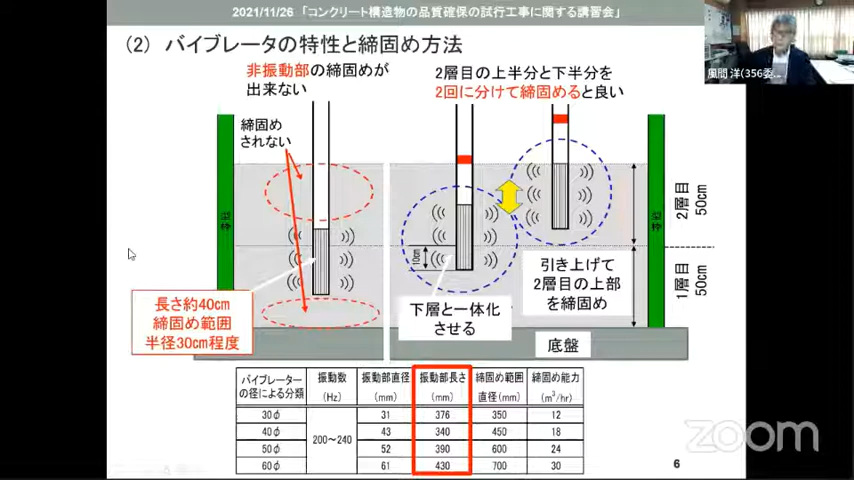 2021/11/26「コンクリート構造物の品質確保の試行工事に関する講習会」
(2) バイブレータの特性と締固め方法
非振動部の締固めが
出来ない
2層目の上半分と下半分を
2回に分けて締固めると良い
締固め
されない
型枠
型枠
2層目
50cm
1層目
50cm
10cm
長さ約40cm
締固め範囲
半径30cm程度
下層と一体化
させる
引き上げて
2層目の上部
を締固め
底盤
バイブレーター
の径による分類
振動数
(Hz)
振動部直径
(mm)
振動部長さ
(mm)
締固め範囲
直径(mm)
締固め能力
(m³/hr)
30φ 31 376 350 12
40φ 43 340 450 18
200～240
50φ 52 390 600 24
60φ 61 430 700 30
6
zoom
風間 洋(356委...